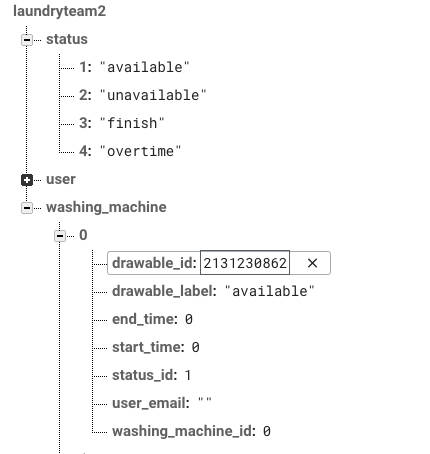 laundryteam2
status
1: "available"
2: "unavailable"
3: "finish"
4: "overtime"
user
washing_machine
0
drawable_id: 2131230862 ×
drawable_label: "available"
end_time: 0
start_time: 0
status_id: 1
user_email: ""
washing_machine_id: 0